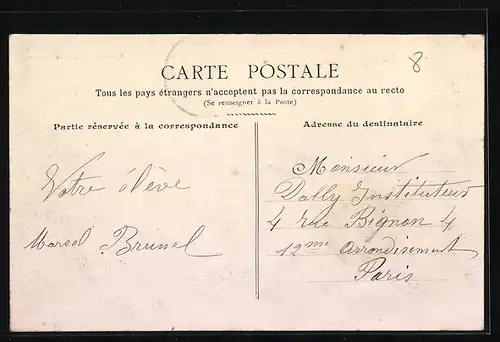 8
CARTE POSTALE
Tous les pays étrangers n'acceptent pas la correspondance au recto
(Se renseigner à la Poste)
Partie réservée à la correspondance
Adresse du destinataire
Votre élève
Marcel Brunel
Monsieur
Dally Instituteur
4 rue Bignon 4
12me Arrondisement
Paris